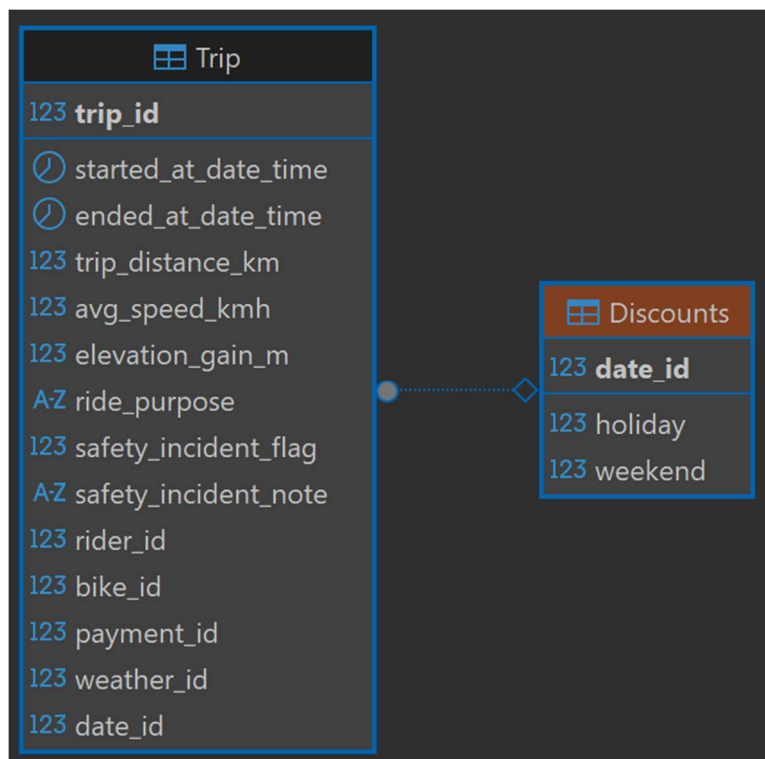 Trip
123 trip_id
started_at_date_time
ended_at_date_time
123 trip_distance_km
123 avg_speed_kmh
123 elevation_gain_m
A-Z ride_purpose
123 safety_incident_flag
A-Z safety_incident_note
123 rider_id
123 bike_id
123 payment_id
123 weather_id
123 date_id
Discounts
123 date_id
123 holiday
123 weekend